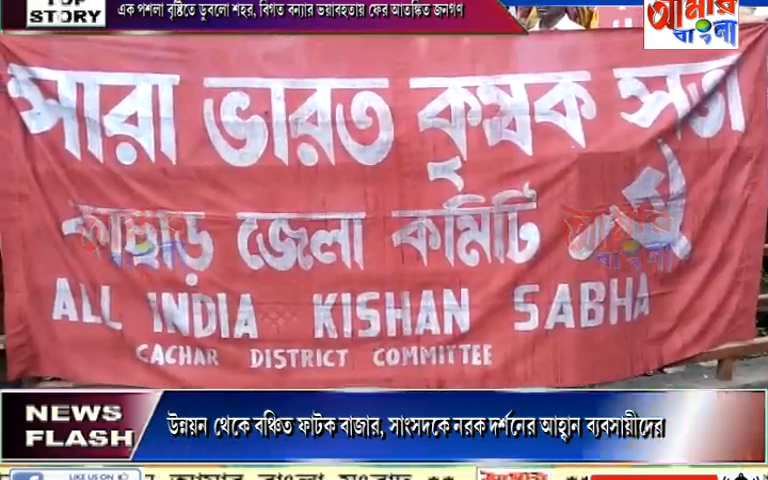 TOP
STORY
এক পশলা বৃষ্টিতে ডুবলো শহর, বিগত বন্যার ভয়াবহতায় ফের আতঙ্কিত জনগণ
আমার
বাংলা
সারা ভারত কৃষক সভা
কাছাড় জেলা কমিটি
আমার
বাংলা
আমার
বাংলা
ALL INDIA KISHAN SABHA
CACHAR DISTRICT COMMITTEE
NEWS
FLASH
উন্নয়ন থেকে বঞ্চিত ফাটক বাজার, সাংসদকে নরক দর্শনের আহ্বান ব্যবসায়ীদের
LIKE US ON